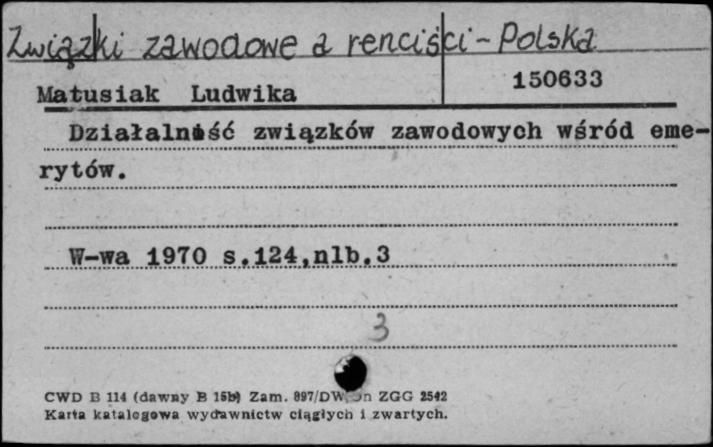 Związki zawodowe a renciści - Polska
150633
Matusiak Ludwika
Działalność związków zawodowych wśród eme-
rytów.
W-wa 1970 s.124,nlb.3
3
CWD B 114 (dawny B 15b) Zam. 897/DW/ ZGG 2542
Karta katalogowa wydawnictw ciągłych i zwartych.